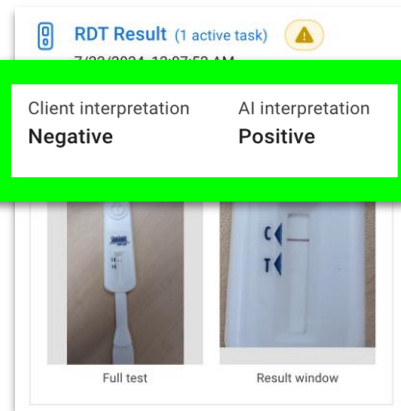 RDT Result (1 active task)
Client interpretation AI interpretation
Negative Positive
C
T
Full test Result window